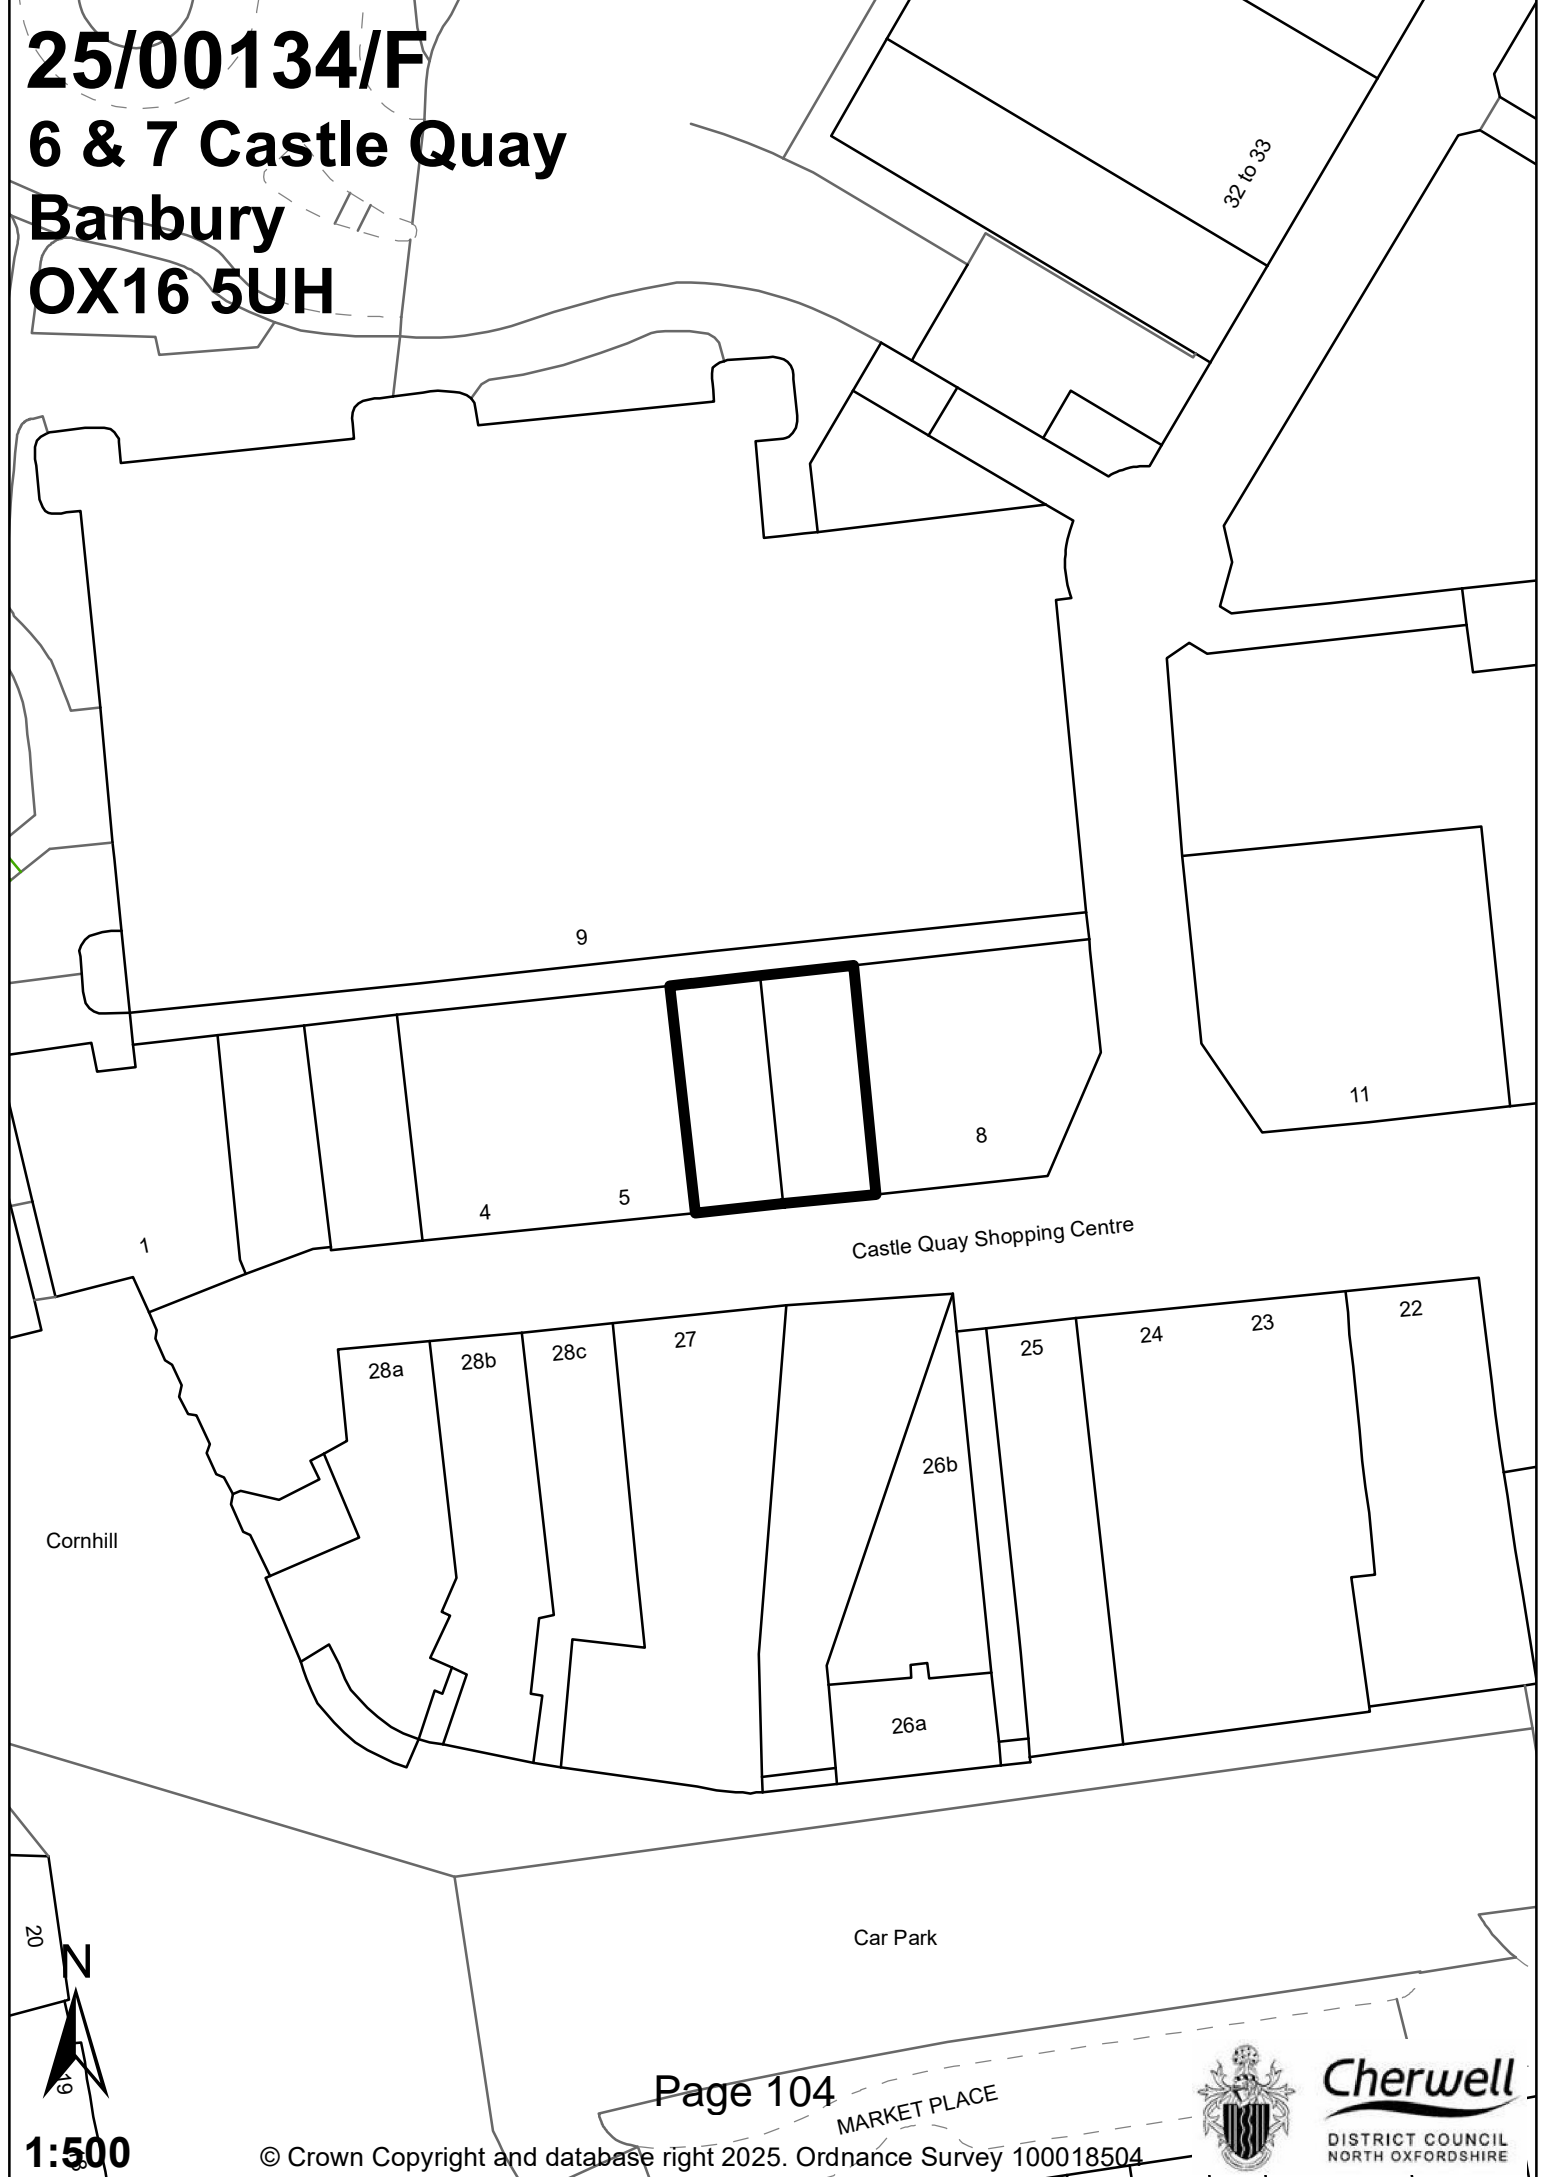 25/00134/F
6 & 7 Castle Quay
Banbury
OX16 5UH
32 to 33
9
11
8
5
4
1
Castle Quay Shopping Centre
22
23
24
25
27
28c
28b
28a
26b
Cornhill
26a
20
Car Park
N
19
Page 104
MARKET PLACE
Cherwell
DISTRICT COUNCIL
NORTH OXFORDSHIRE
1:500
© Crown Copyright and database right 2025. Ordnance Survey 100018504